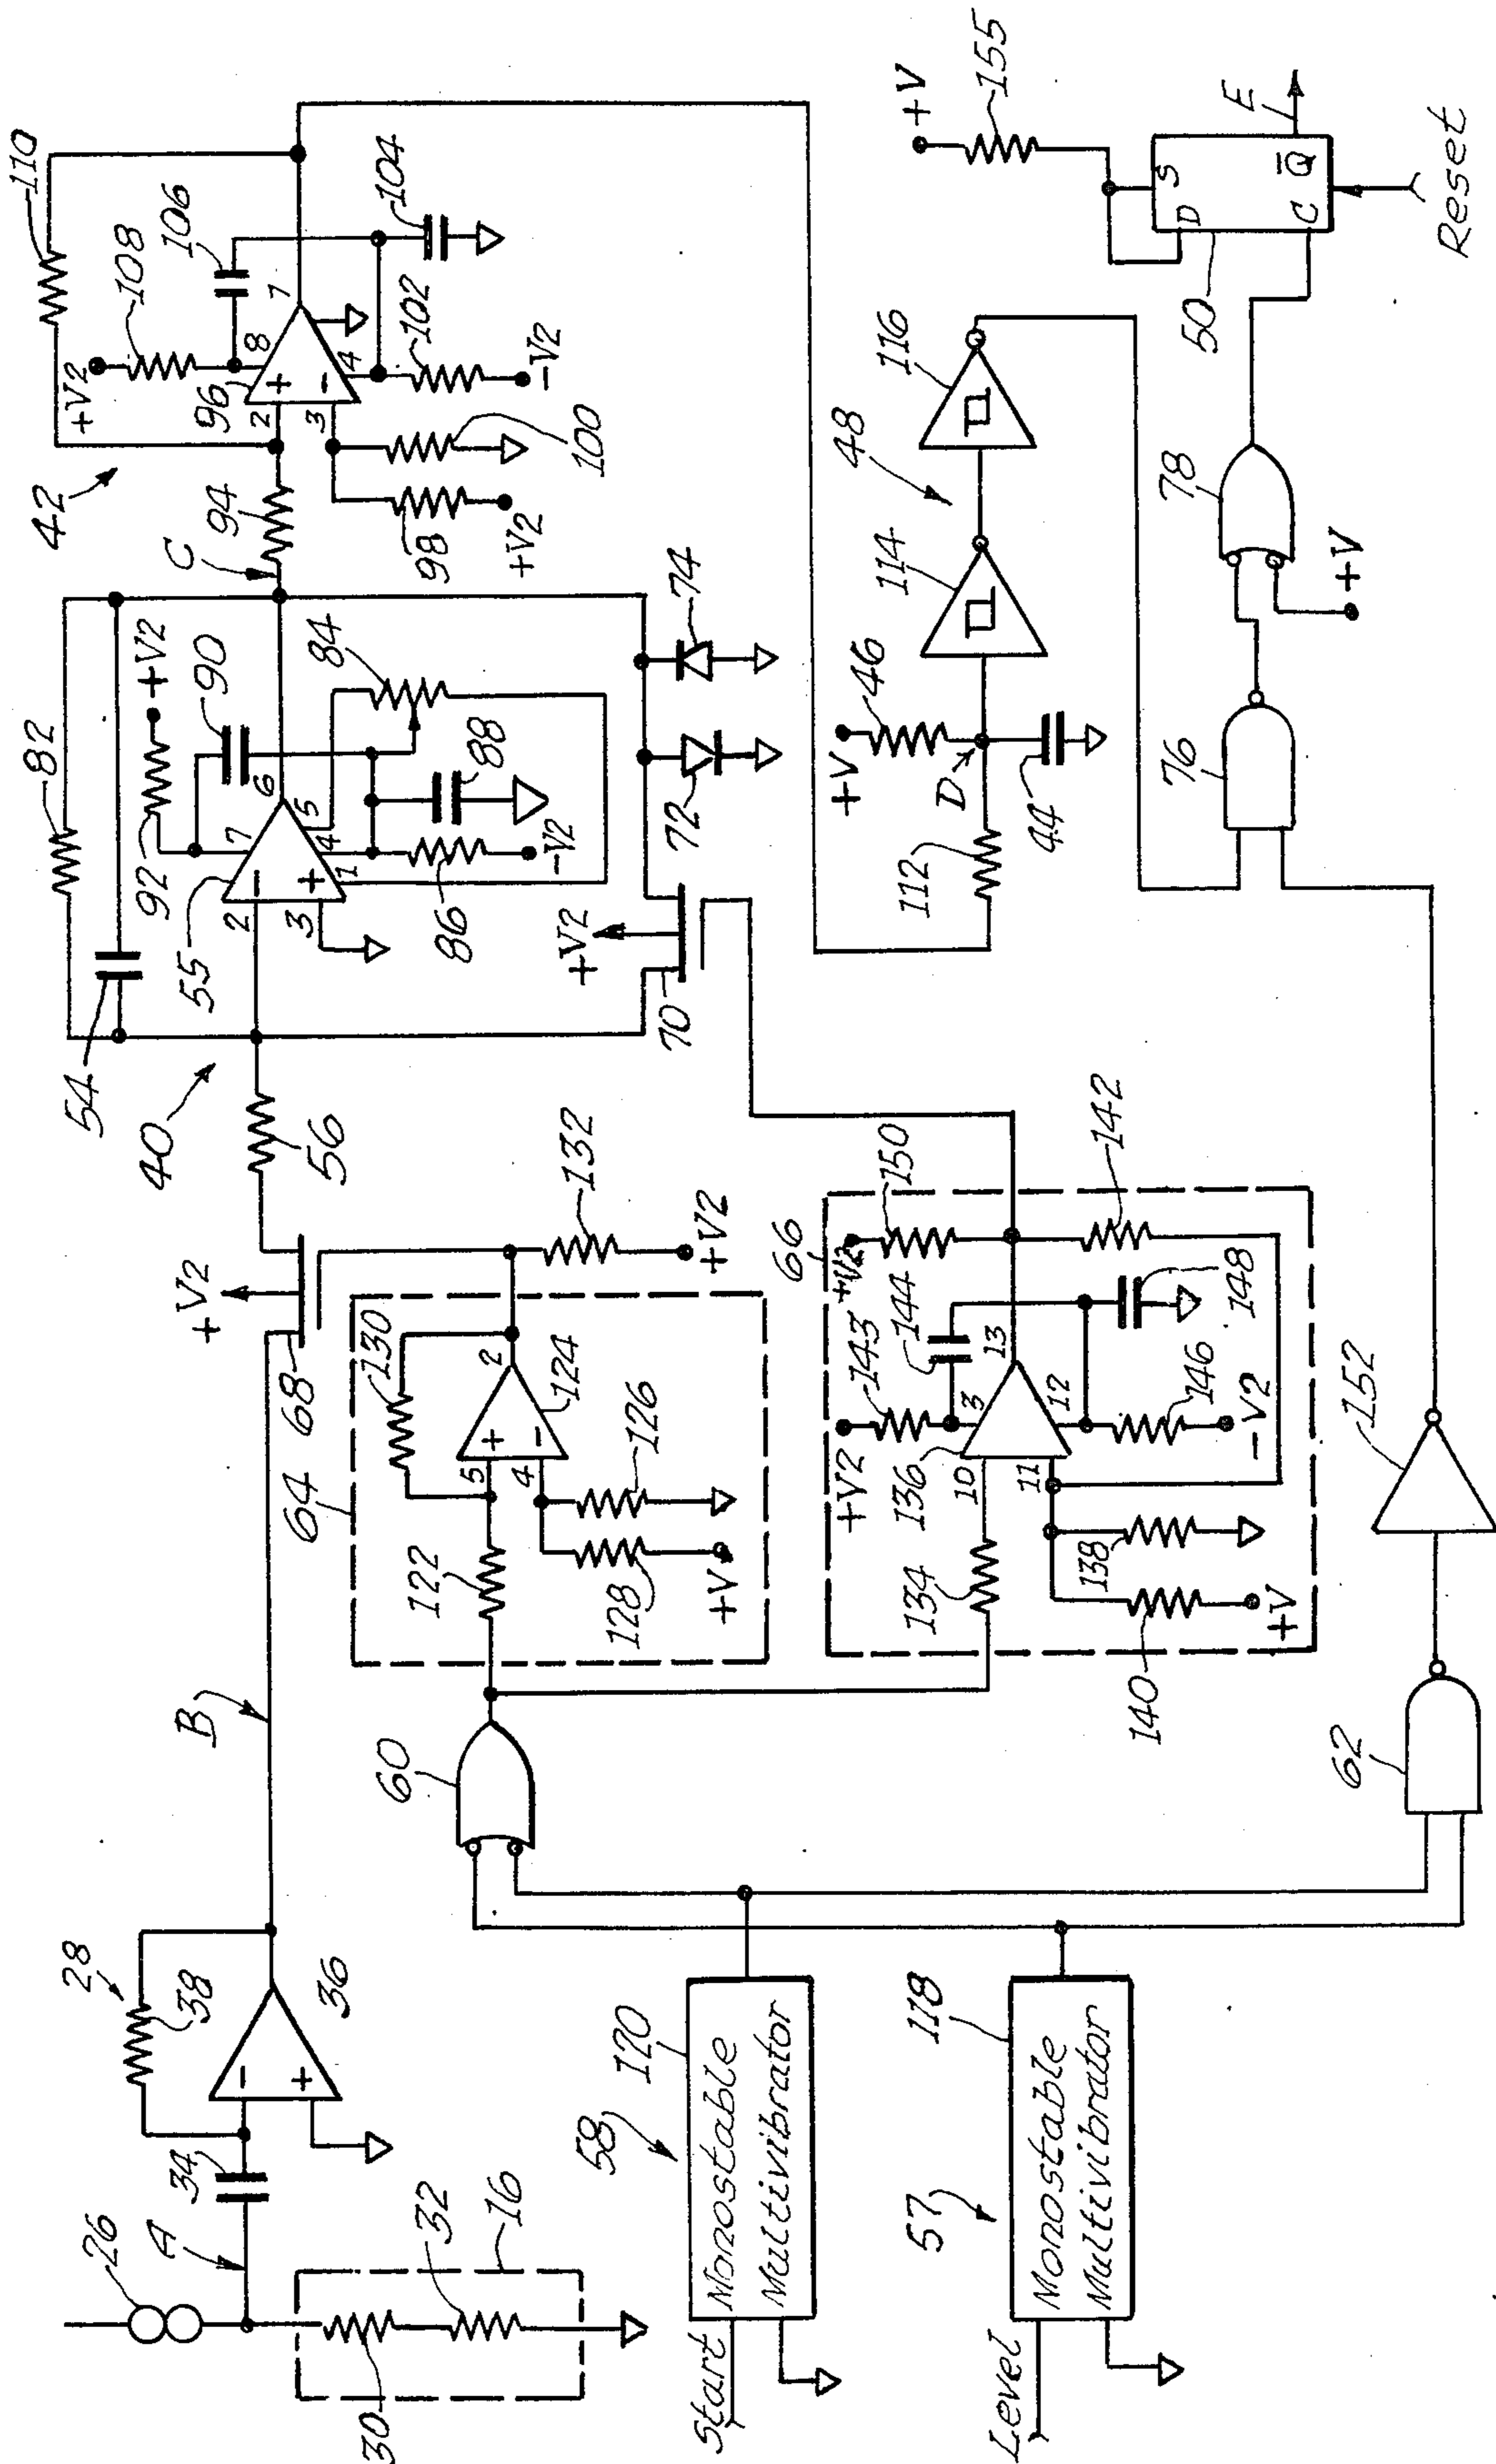 26
A
34
28
38
36
B
30
32
16
+V2
68
56
40
54
82
55
2
3
7
6
5
4
1
92
+V2
90
84
88
86
-V2
+V2
70
72
74
C
94
42
96
2
3
8
7
4
+V2
108
106
110
104
102
-V2
100
98
+V2
64
130
5
4
2
124
122
126
128
+V
132
+V2
60
66
+V2
143
144
+V2
150
3
13
10
11
12
136
134
138
140
+V
142
146
148
-V2
Start
58
120
Monostable
Multivibrator
Level
57
118
Monostable
Multivibrator
62
152
112
+V
46
D
44
114
48
116
76
78
+V
+V
155
50
D
S
C
Q̅
E
Reset